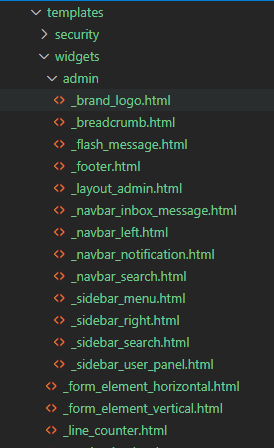 templates
security
widgets
admin
_brand_logo.html
_breadcrumb.html
_flash_message.html
_footer.html
_layout_admin.html
_navbar_inbox_message.html
_navbar_left.html
_navbar_notification.html
_navbar_search.html
_sidebar_menu.html
_sidebar_right.html
_sidebar_search.html
_sidebar_user_panel.html
_form_element_horizontal.html
_form_element_vertical.html
_line_counter.html